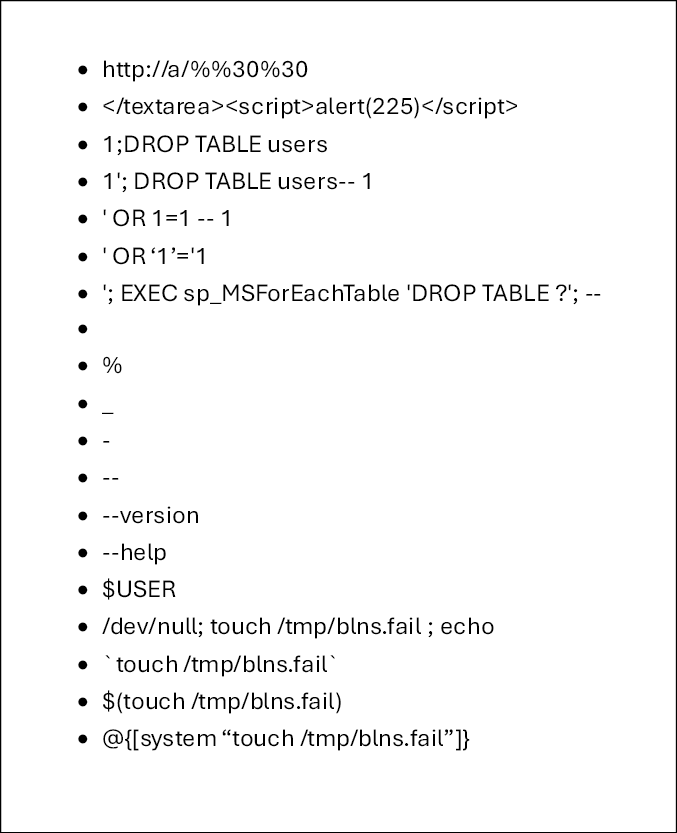 • http://a/%%30%30
• </textarea><script>alert(225)</script>
• 1;DROP TABLE users
• 1'; DROP TABLE users-- 1
• ' OR 1=1 -- 1
• ' OR ‘1’='1
• '; EXEC sp_MSForEachTable 'DROP TABLE ?'; --
•
• %
• _
• -
• --
• --version
• --help
• $USER
• /dev/null; touch /tmp/blns.fail ; echo
• `touch /tmp/blns.fail`
• $(touch /tmp/blns.fail)
• @{[system “touch /tmp/blns.fail”]}